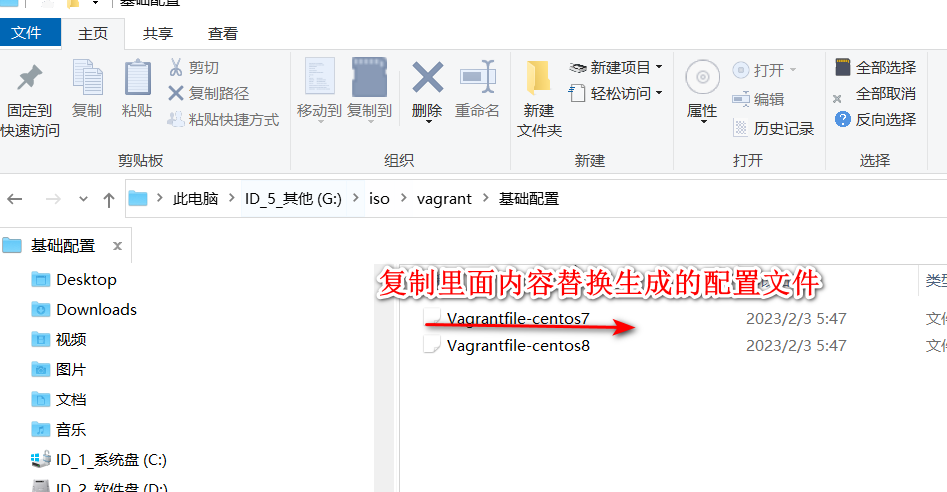 基础配置
文件 主页 共享 查看
固定到快速访问 复制 粘贴 剪切 复制路径 粘贴快捷方式
剪贴板
移动到 复制到 删除 重命名
组织
新建文件夹 新建项目 轻松访问
新建
属性 打开 编辑 历史记录
打开
全部选择 全部取消 反向选择
选择
此电脑 ID_5_其他 (G:) iso vagrant 基础配置
基础配置 x
复制里面内容替换生成的配置文件
Desktop
Downloads
视频
图片
文档
音乐
ID_1_系统盘 (C:)
ID_2_软件盘 (D:)
Vagrantfile-centos7 2023/2/3 5:47
Vagrantfile-centos8 2023/2/3 5:47